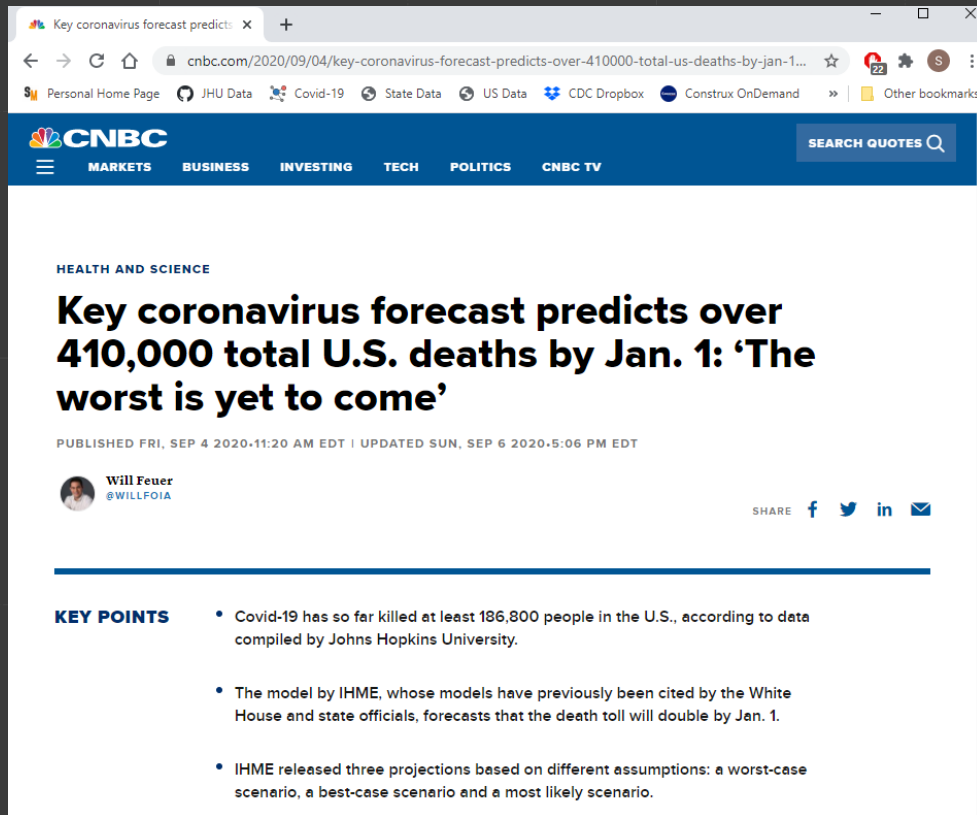 Key coronavirus forecast predicts
cnbc.com/2020/09/04/key-coronavirus-forecast-predicts-over-410000-total-us-deaths-by-jan-1...
22
S
SM Personal Home Page JHU Data Covid-19 State Data US Data CDC Dropbox Construx OnDemand » Other bookmarks
CNBC
SEARCH QUOTES
MARKETS BUSINESS INVESTING TECH POLITICS CNBC TV
HEALTH AND SCIENCE
Key coronavirus forecast predicts over
410,000 total U.S. deaths by Jan. 1: ‘The
worst is yet to come’
PUBLISHED FRI, SEP 4 2020•11:20 AM EDT | UPDATED SUN, SEP 6 2020•5:06 PM EDT
Will Feuer
@WILLFOIA
SHARE f in
KEY POINTS
• Covid-19 has so far killed at least 186,800 people in the U.S., according to data
compiled by Johns Hopkins University.
• The model by IHME, whose models have previously been cited by the White
House and state officials, forecasts that the death toll will double by Jan. 1.
• IHME released three projections based on different assumptions: a worst-case
scenario, a best-case scenario and a most likely scenario.